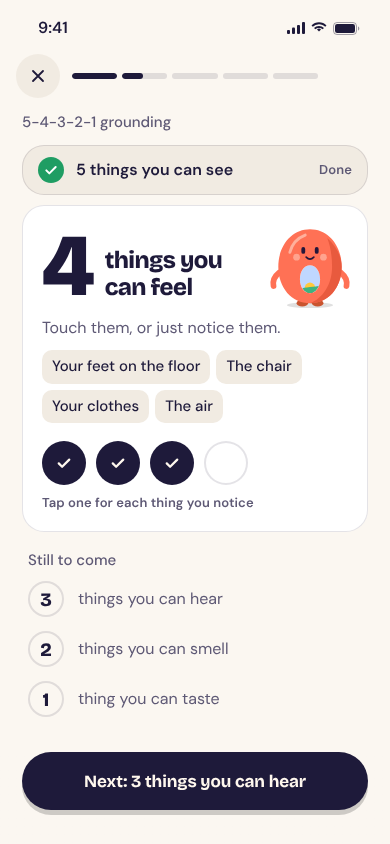 9:41
5-4-3-2-1 grounding
5 things you can see Done
4 things you
can feel
Touch them, or just notice them.
Your feet on the floor The chair
Your clothes The air
Tap one for each thing you notice
Still to come
3 things you can hear
2 things you can smell
1 thing you can taste
Next: 3 things you can hear